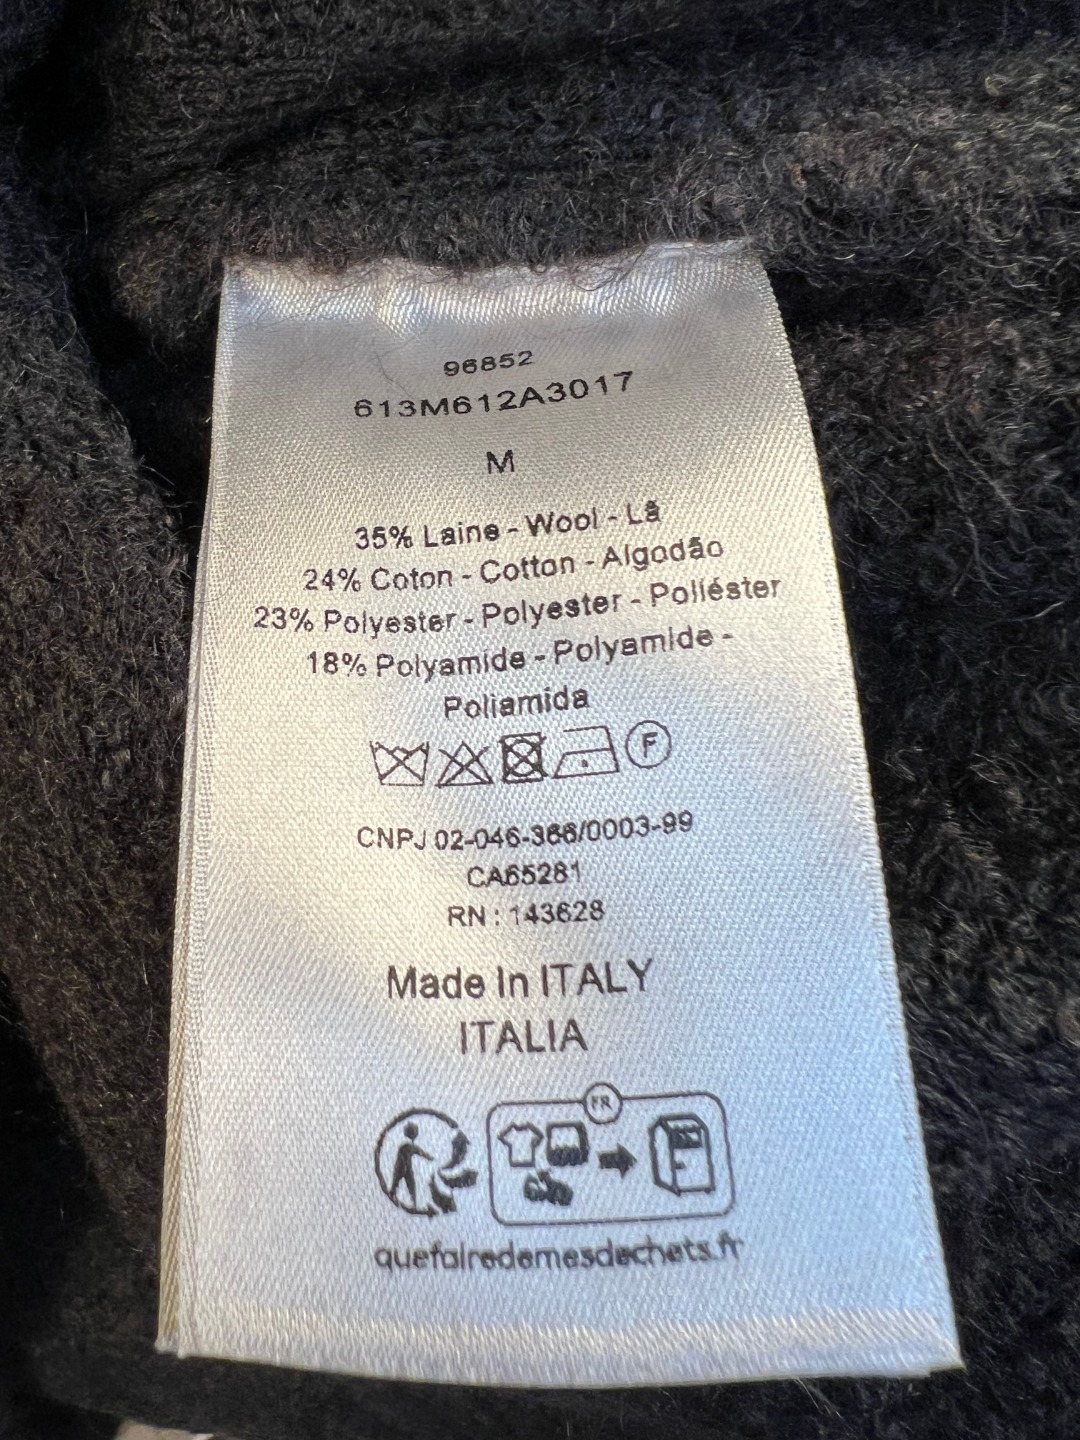 96852
613M612A3017
M
35% Laine - Wool - Lã
24% Coton - Cotton - Algodão
23% Polyester - Polyester - Poliéster
18% Polyamide - Polyamide -
Poliamida
F
CNPJ 02-046-366/0003-99
CA65281
RN : 143628
Made In ITALY
ITALIA
FR
quefairedemesdechets.fr